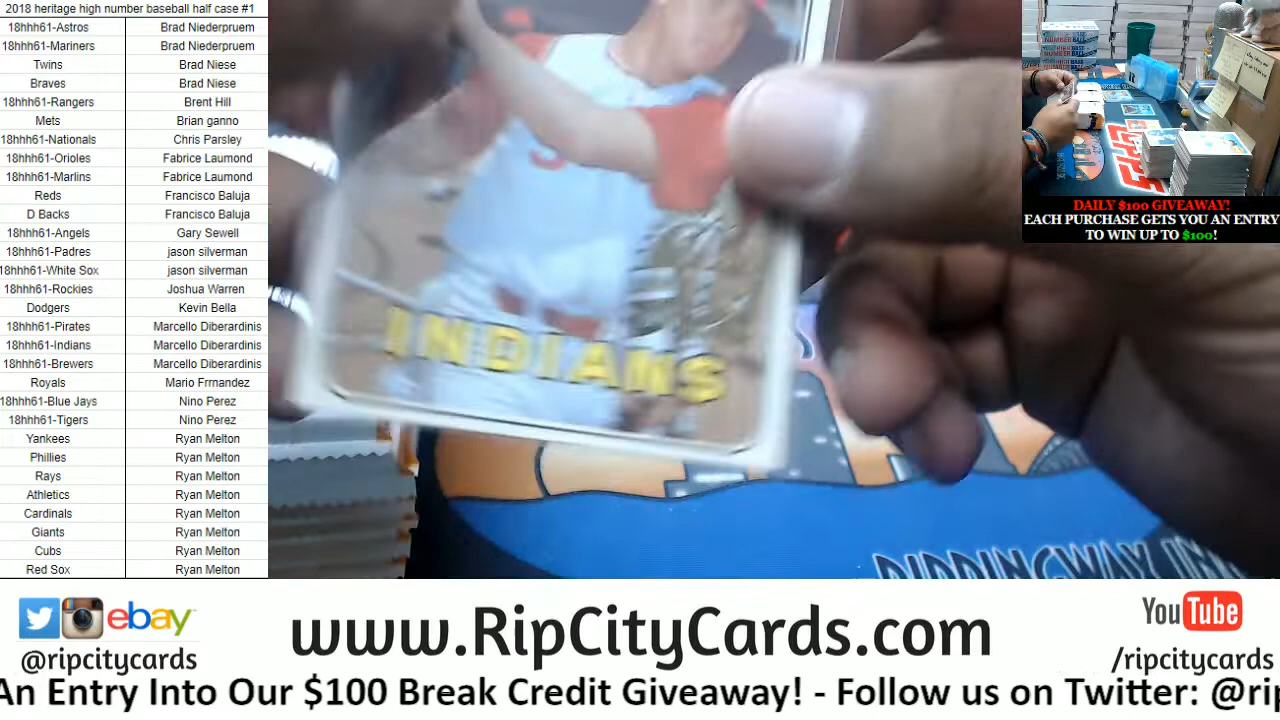 2018 heritage high number baseball half case #1
18hhh61-Astros Brad Niederpruem
18hhh61-Mariners Brad Niederpruem
Twins Brad Niese
Braves Brad Niese
18hhh61-Rangers Brent Hill
Mets Brian ganno
18hhh61-Nationals Chris Parsley
18hhh61-Orioles Fabrice Laumond
18hhh61-Marlins Fabrice Laumond
Reds Francisco Baluja
D Backs Francisco Baluja
18hhh61-Angels Gary Sewell
18hhh61-Padres jason silverman
18hhh61-White Sox jason silverman
18hhh61-Rockies Joshua Warren
Dodgers Kevin Bella
18hhh61-Pirates Marcello Diberardinis
18hhh61-Indians Marcello Diberardinis
18hhh61-Brewers Marcello Diberardinis
Royals Mario Frrnandez
18hhh61-Blue Jays Nino Perez
18hhh61-Tigers Nino Perez
Yankees Ryan Melton
Phillies Ryan Melton
Rays Ryan Melton
Athletics Ryan Melton
Cardinals Ryan Melton
Giants Ryan Melton
Cubs Ryan Melton
Red Sox Ryan Melton
INDIANS
DAILY $100 GIVEAWAY!
EACH PURCHASE GETS YOU AN ENTRY
TO WIN UP TO $100!
ebay
@ripcitycards
www.RipCityCards.com
YouTube
/ripcitycards
An Entry Into Our $100 Break Credit Giveaway! - Follow us on Twitter: @rip